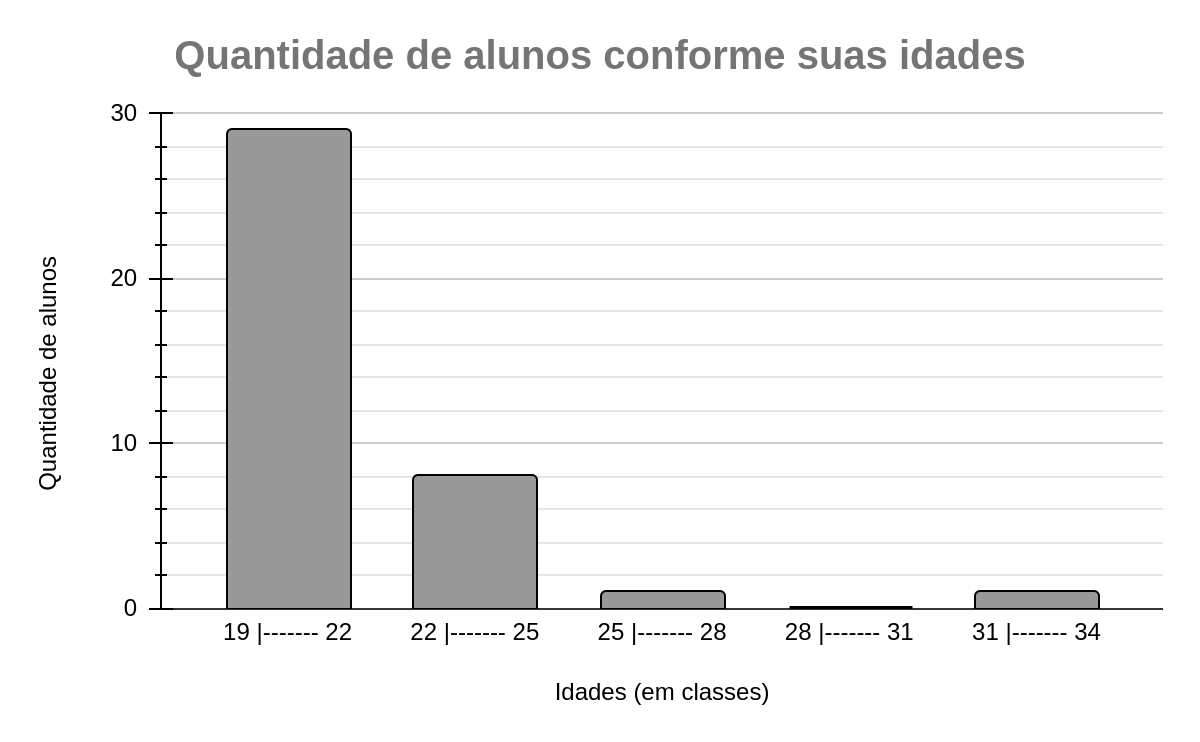 Quantidade de alunos conforme suas idades
Quantidade de alunos
30
20
10
0
19 |------- 22
22 |------- 25
25 |------- 28
28 |------- 31
31 |------- 34
Idades (em classes)